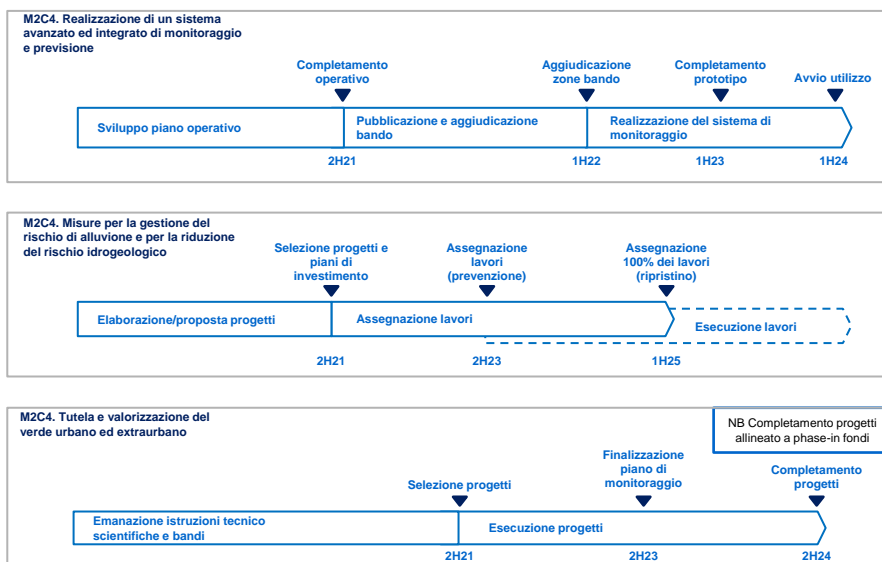 M2C4. Realizzazione di un sistema
avanzato ed integrato di monitoraggio
e previsione
Completamento
operativo
Aggiudicazione
zone bando
Completamento
prototipo
Avvio utilizzo
Sviluppo piano operativo
Pubblicazione e aggiudicazione
bando
Realizzazione del sistema di
monitoraggio
2H21
1H22
1H23
1H24
M2C4. Misure per la gestione del
rischio di alluvione e per la riduzione
del rischio idrogeologico
Selezione progetti e
piani di
investimento
Assegnazione
lavori
(prevenzione)
Assegnazione
100% dei lavori
(ripristino)
Elaborazione/proposta progetti
Assegnazione lavori
Esecuzione lavori
2H21
2H23
1H25
M2C4. Tutela e valorizzazione del
verde urbano ed extraurbano
NB Completamento progetti
allineato a phase-in fondi
Selezione progetti
Finalizzazione
piano di
monitoraggio
Completamento
progetti
Emanazione istruzioni tecnico
scientifiche e bandi
Esecuzione progetti
2H21
2H23
2H24